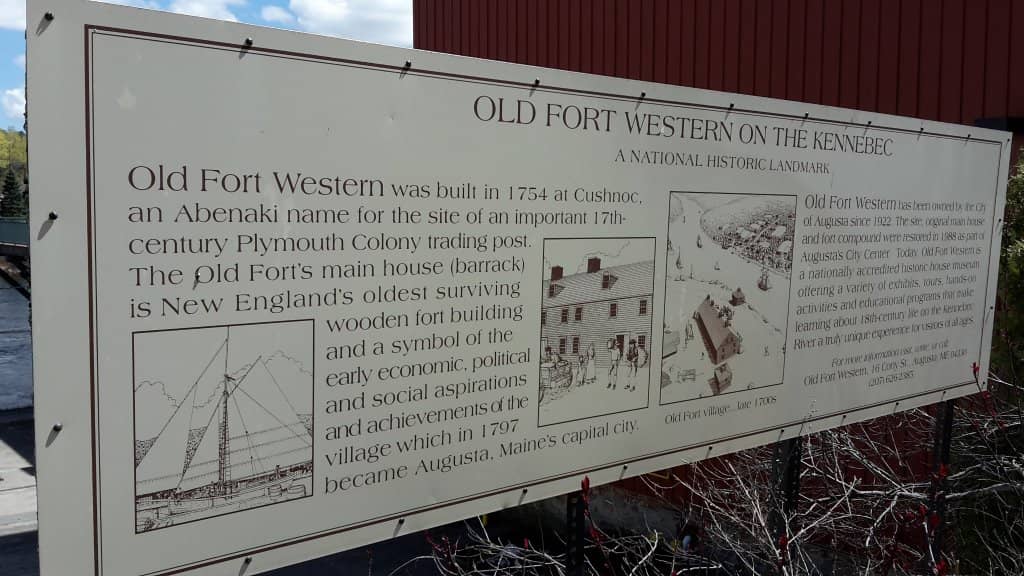 OLD FORT WESTERN ON THE KENNEBEC
A NATIONAL HISTORIC LANDMARK
Old Fort Western was built in 1754 at Cushnoc,
an Abenaki name for the site of an important 17th-
century Plymouth Colony trading post.
The Old Fort's main house (barrack)
is New England's oldest surviving
wooden fort building
and a symbol of the
early economic, political
and social aspirations
and achievements of the
village which in 1797
became Augusta, Maine's capital city.
Old Fort village... late 1700s
Old Fort Western has been owned by the City
of Augusta since 1922. The site, original main house
and fort compound were restored in 1988 as part of
Augusta's City Center. Today, Old Fort Western is
a nationally accredited historic house museum
offering a variety of exhibits, tours, hands-on
activities and educational programs that make
learning about 18th-century life on the Kennebec
River a truly unique experience for visitors of all ages.
For more information visit, write, or call:
Old Fort Western, 16 Cony St., Augusta, ME 04330
(207) 626-2385